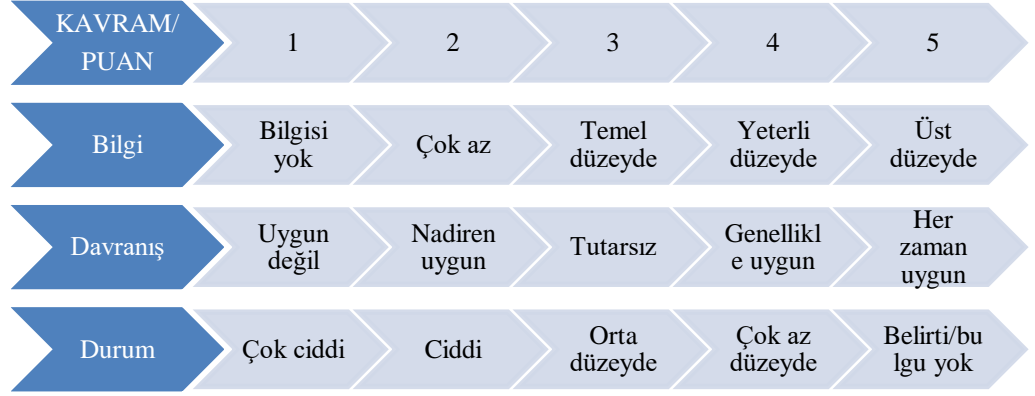 KAVRAM/
PUAN
1
2
3
4
5
Bilgi
Bilgisi
yok
Çok az
Temel
düzeyde
Yeterli
düzeyde
Üst
düzeyde
Davranış
Uygun
değil
Nadiren
uygun
Tutarsız
Genellikl
e uygun
Her
zaman
uygun
Durum
Çok ciddi
Ciddi
Orta
düzeyde
Çok az
düzeyde
Belirti/bu
lgu yok